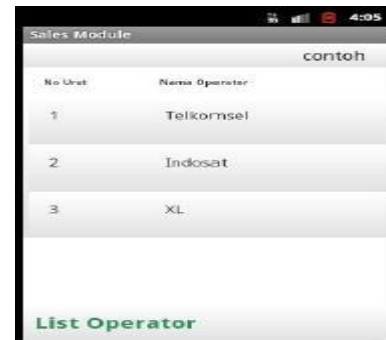 4:05
Sales Module
contoh
No Urut Nama Operator
1 Telkomsel
2 Indosat
3 XL
List Operator